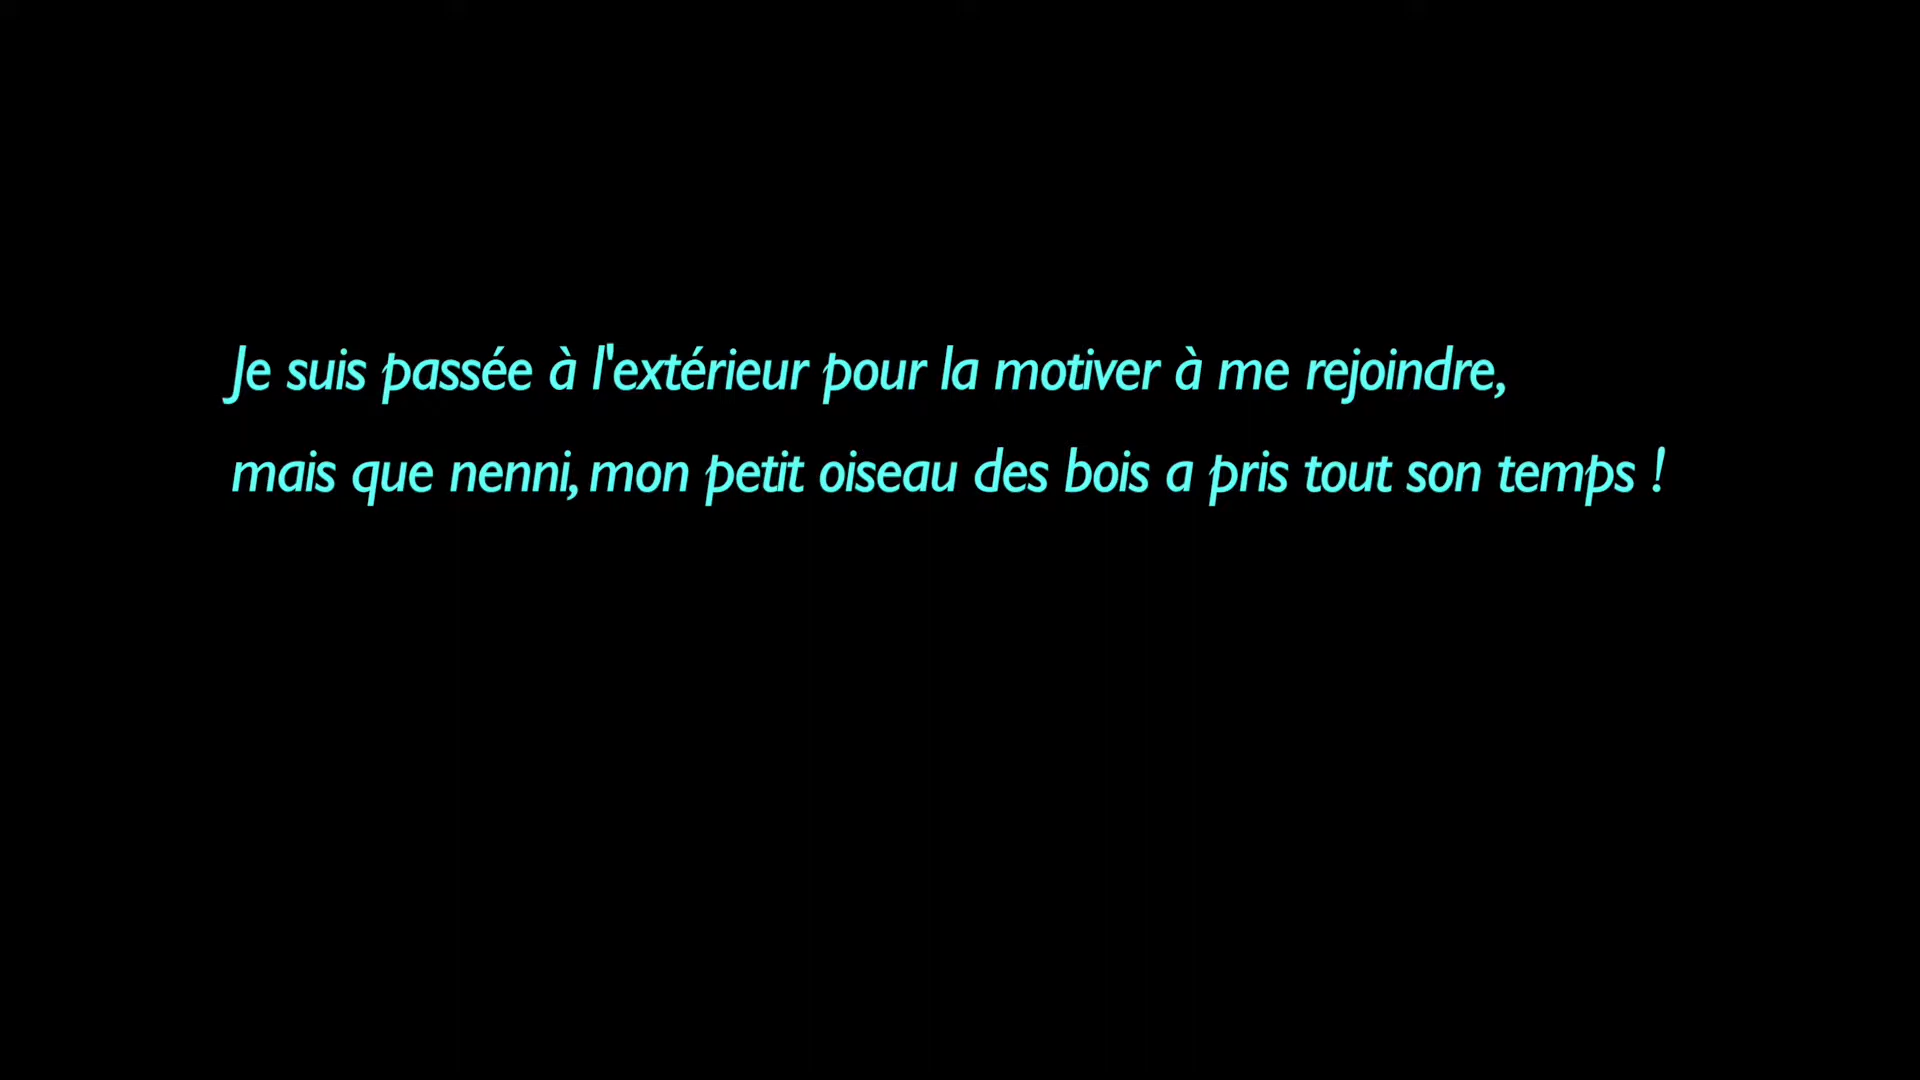 Je suis passée à l'extérieur pour la motiver à me rejoindre,
mais que nenni, mon petit oiseau des bois a pris tout son temps !